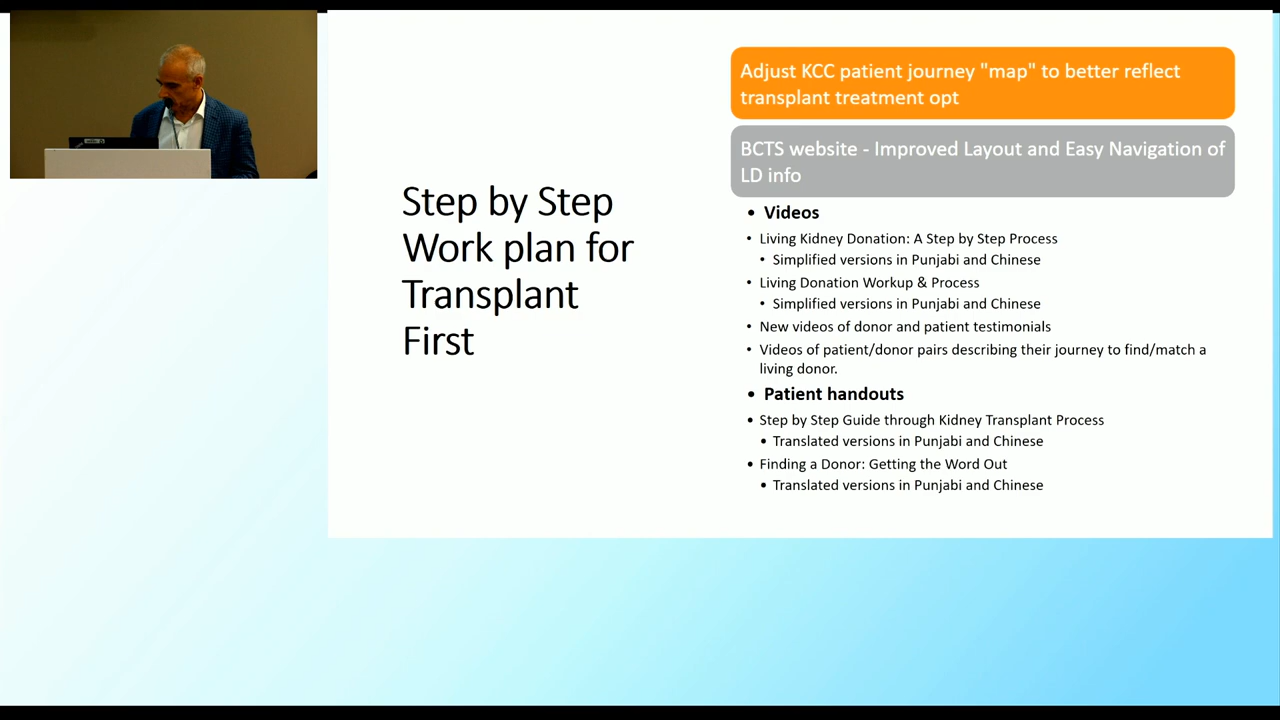 Step by Step
Work plan for
Transplant
First
Adjust KCC patient journey "map" to better reflect
transplant treatment opt
BCTS website - Improved Layout and Easy Navigation of
LD info
• Videos
• Living Kidney Donation: A Step by Step Process
• Simplified versions in Punjabi and Chinese
• Living Donation Workup & Process
• Simplified versions in Punjabi and Chinese
• New videos of donor and patient testimonials
• Videos of patient/donor pairs describing their journey to find/match a
living donor.
• Patient handouts
• Step by Step Guide through Kidney Transplant Process
• Translated versions in Punjabi and Chinese
• Finding a Donor: Getting the Word Out
• Translated versions in Punjabi and Chinese